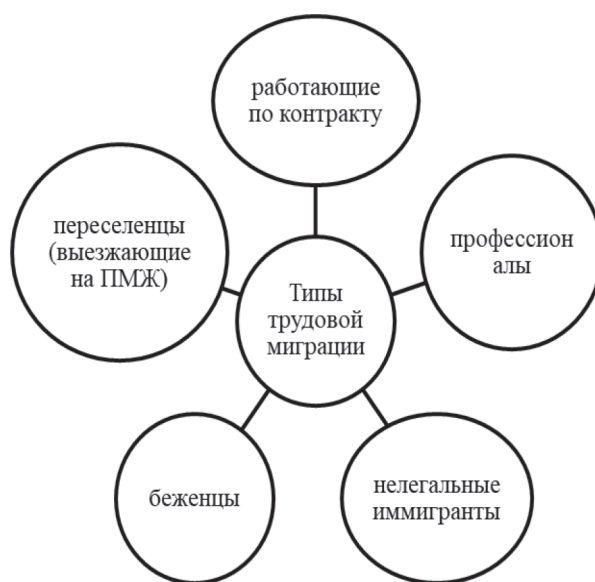 работающие
по контракту
переселенцы
(выезжающие
на ПМЖ)
профессион
алы
Типы
трудовой
миграции
беженцы
нелегальные
иммигранты